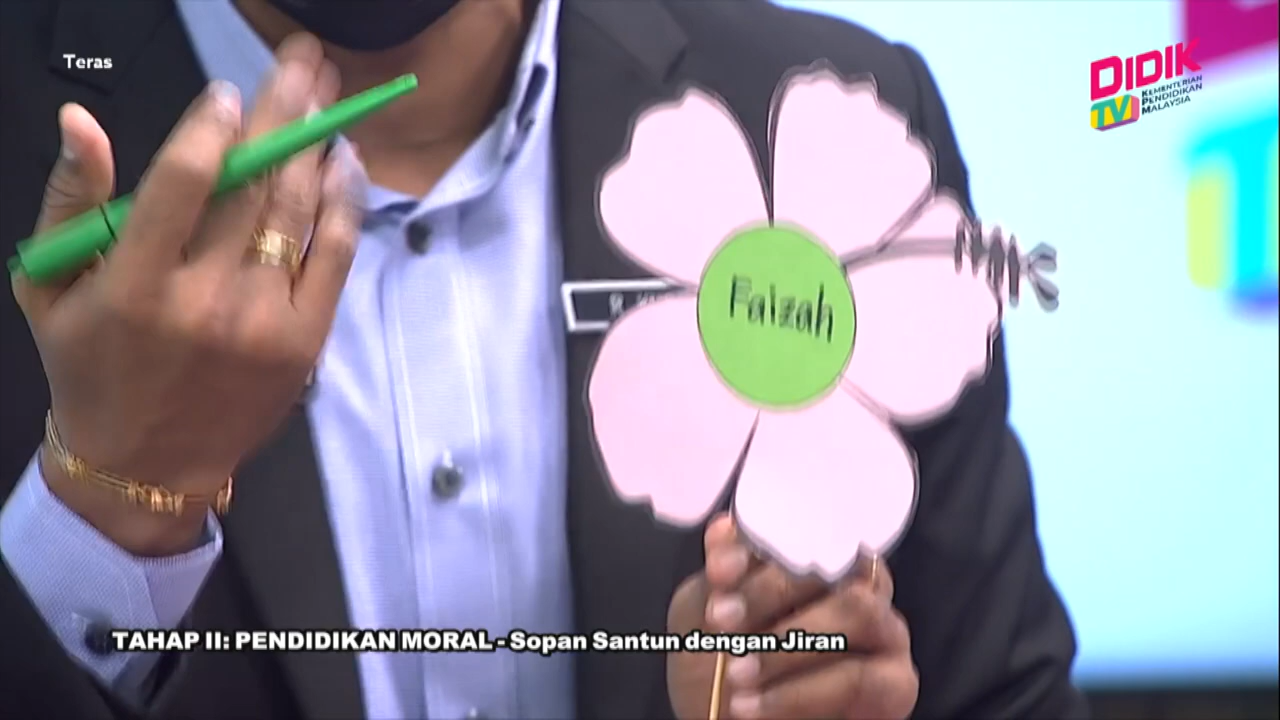 Teras
DIDIK
TV
KEMENTERIAN
PENDIDIKAN
MALAYSIA
Faizah
TAHAP II: PENDIDIKAN MORAL - Sopan Santun dengan Jiran